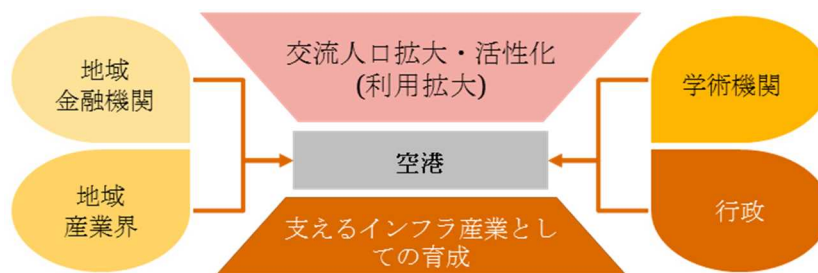 地域
金融機関
地域
産業界
交流人口拡大・活性化
(利用拡大)
空港
支えるインフラ産業とし
ての育成
学術機関
行政